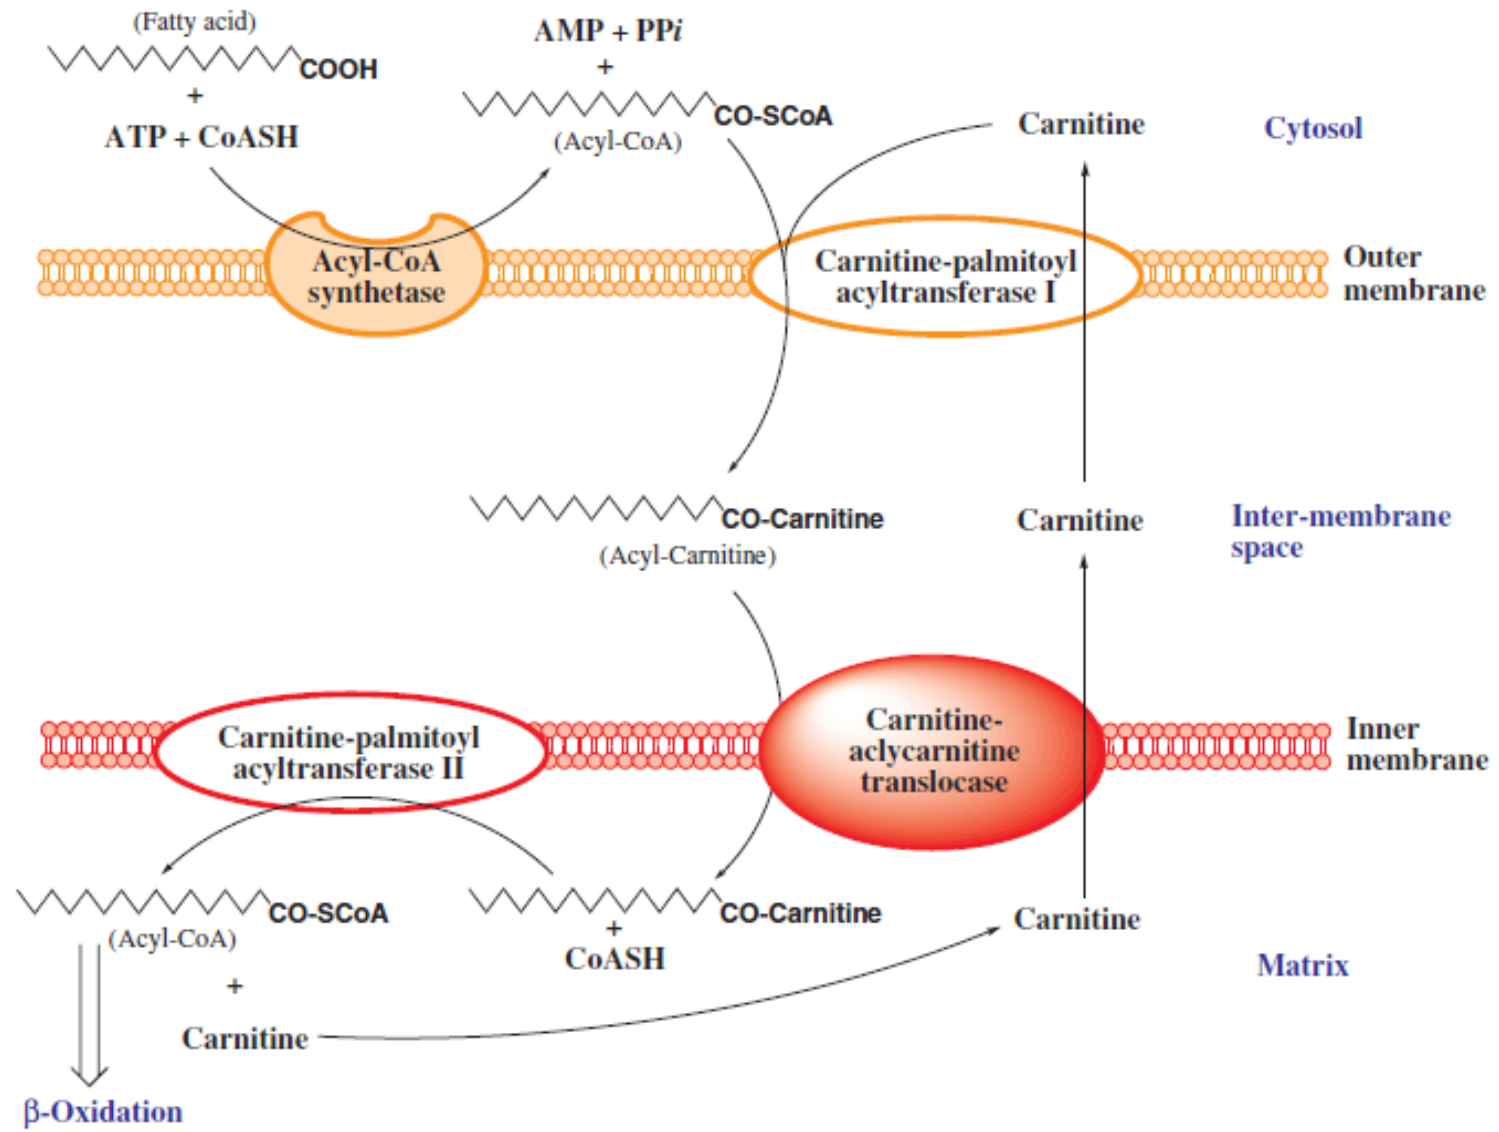 (Fatty acid)
COOH
+
ATP + CoASH
AMP + PPi
+
CO-SCoA
(Acyl-CoA)
Carnitine
Cytosol
Acyl-CoA
synthetase
Carnitine-palmitoyl
acyltransferase I
Outer
membrane
CO-Carnitine
(Acyl-Carnitine)
Carnitine
Inter-membrane
space
Carnitine-palmitoyl
acyltransferase II
Carnitine-
aclycarnitine
translocase
Inner
membrane
CO-SCoA
(Acyl-CoA)
+
Carnitine
CO-Carnitine
+
CoASH
Carnitine
Matrix
β-Oxidation